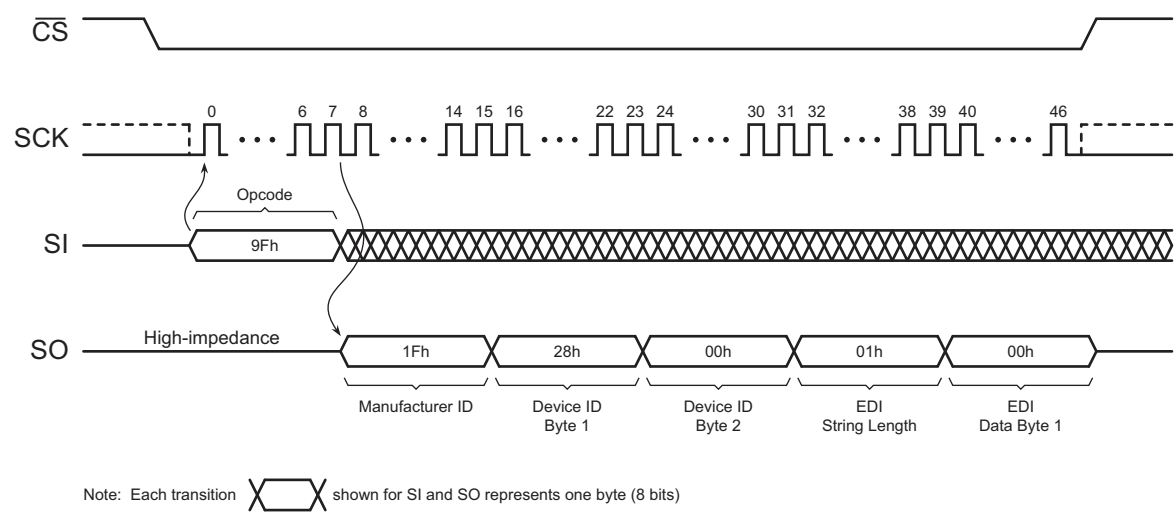 CS
SCK
0 6 7 8 14 15 16 22 23 24 30 31 32 38 39 40 46
Opcode
SI
9Fh
SO
High-impedance
1Fh 28h 00h 01h 00h
Manufacturer ID
Device ID
Byte 1
Device ID
Byte 2
EDI
String Length
EDI
Data Byte 1
Note: Each transition shown for SI and SO represents one byte (8 bits)